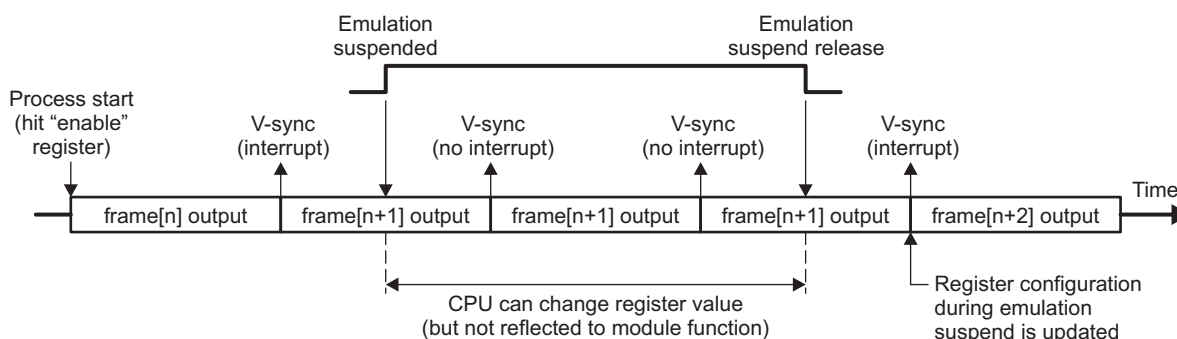 Emulation
suspended
Emulation
suspend release
Process start
(hit “enable”
register)
V-sync
(interrupt)
V-sync
(no interrupt)
V-sync
(no interrupt)
V-sync
(interrupt)
Time
frame[n] output
frame[n+1] output
frame[n+1] output
frame[n+1] output
frame[n+2] output
CPU can change register value
(but not reflected to module function)
Register configuration
during emulation
suspend is updated